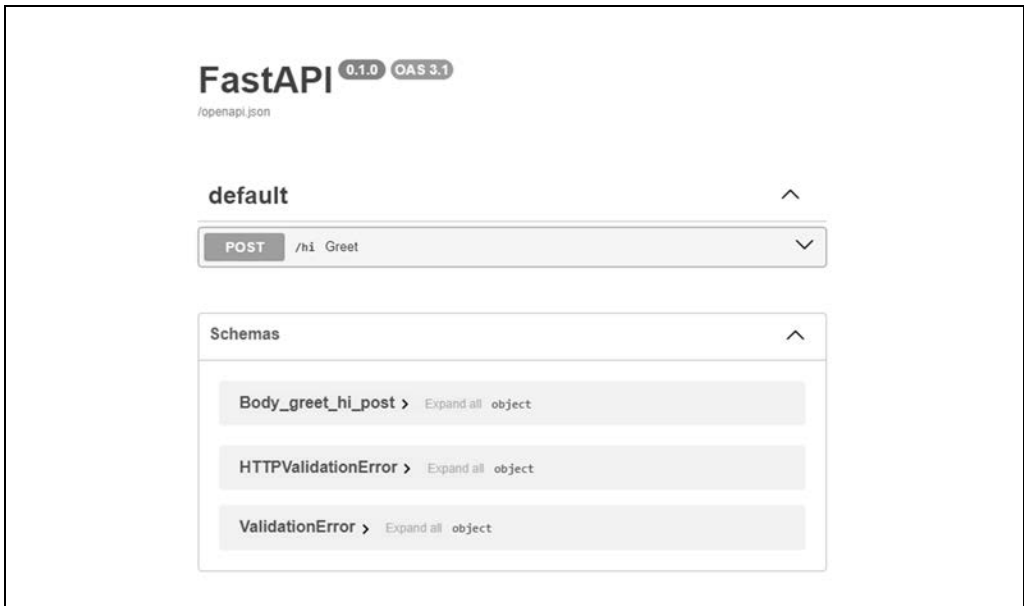 FastAPI 0.1.0 OAS 3.1
/openapi.json
default
POST /hi Greet
Schemas
Body_greet_hi_post Expand all object
HTTPValidationError Expand all object
ValidationError Expand all object